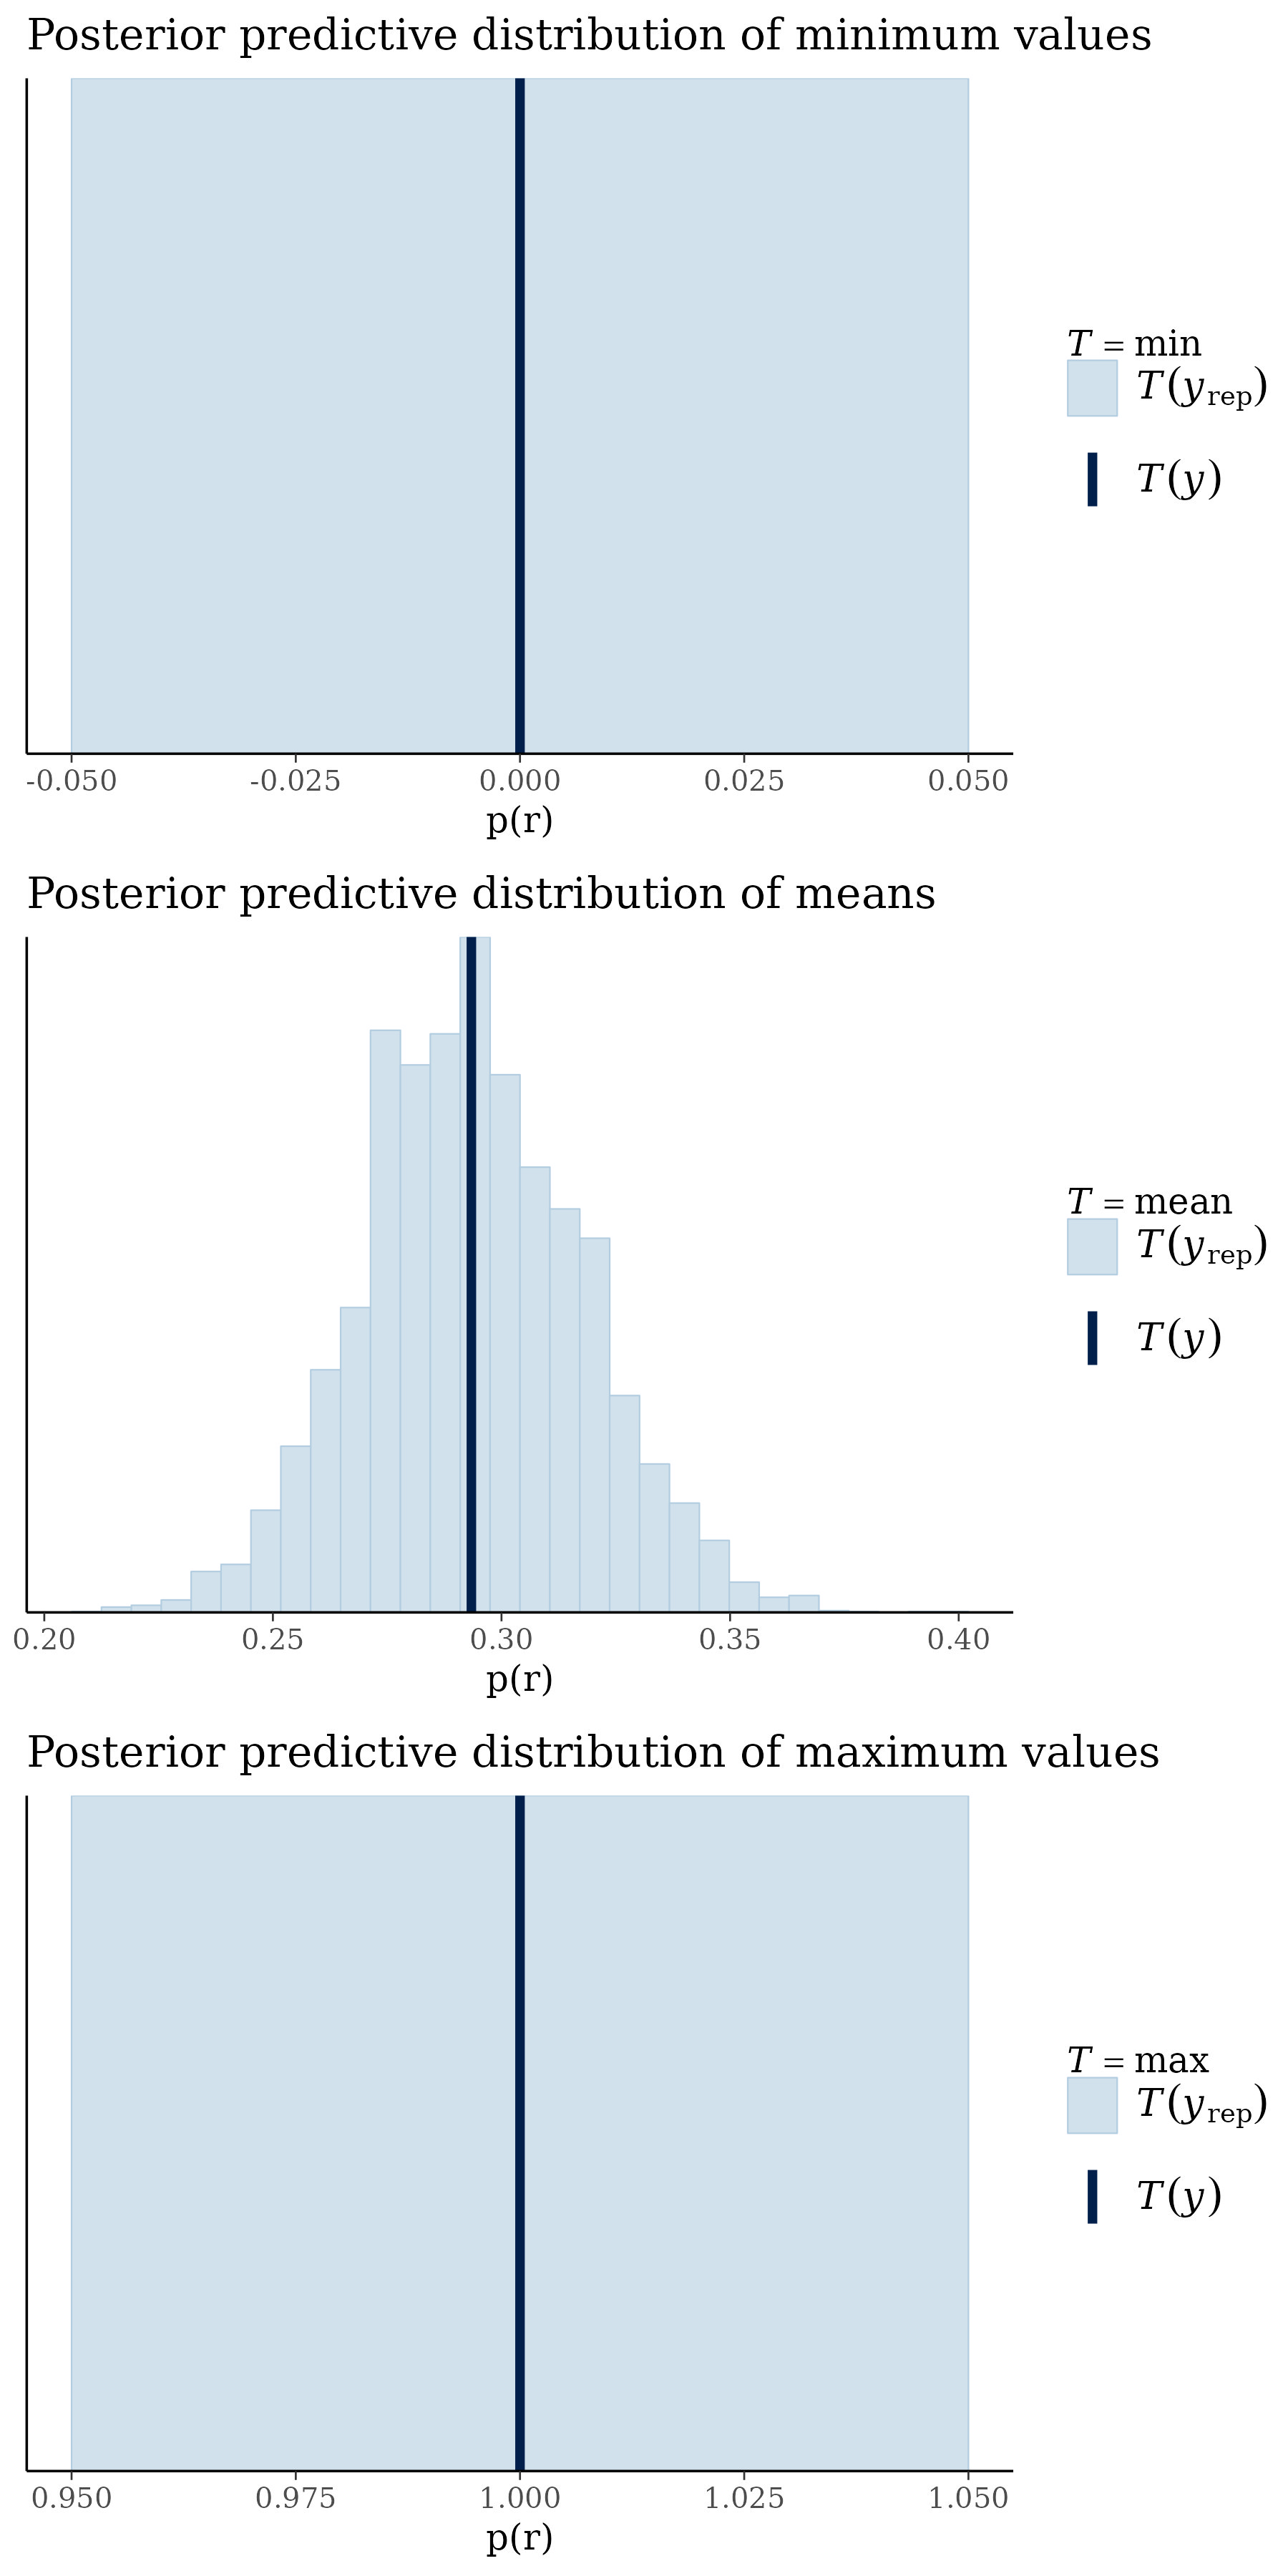 Posterior predictive distribution of minimum values
T = min
T(yrep)
T(y)
-0.050 -0.025 0.000 0.025 0.050
p(r)
Posterior predictive distribution of means
T = mean
T(yrep)
T(y)
0.20 0.25 0.30 0.35 0.40
p(r)
Posterior predictive distribution of maximum values
T = max
T(yrep)
T(y)
0.950 0.975 1.000 1.025 1.050
p(r)